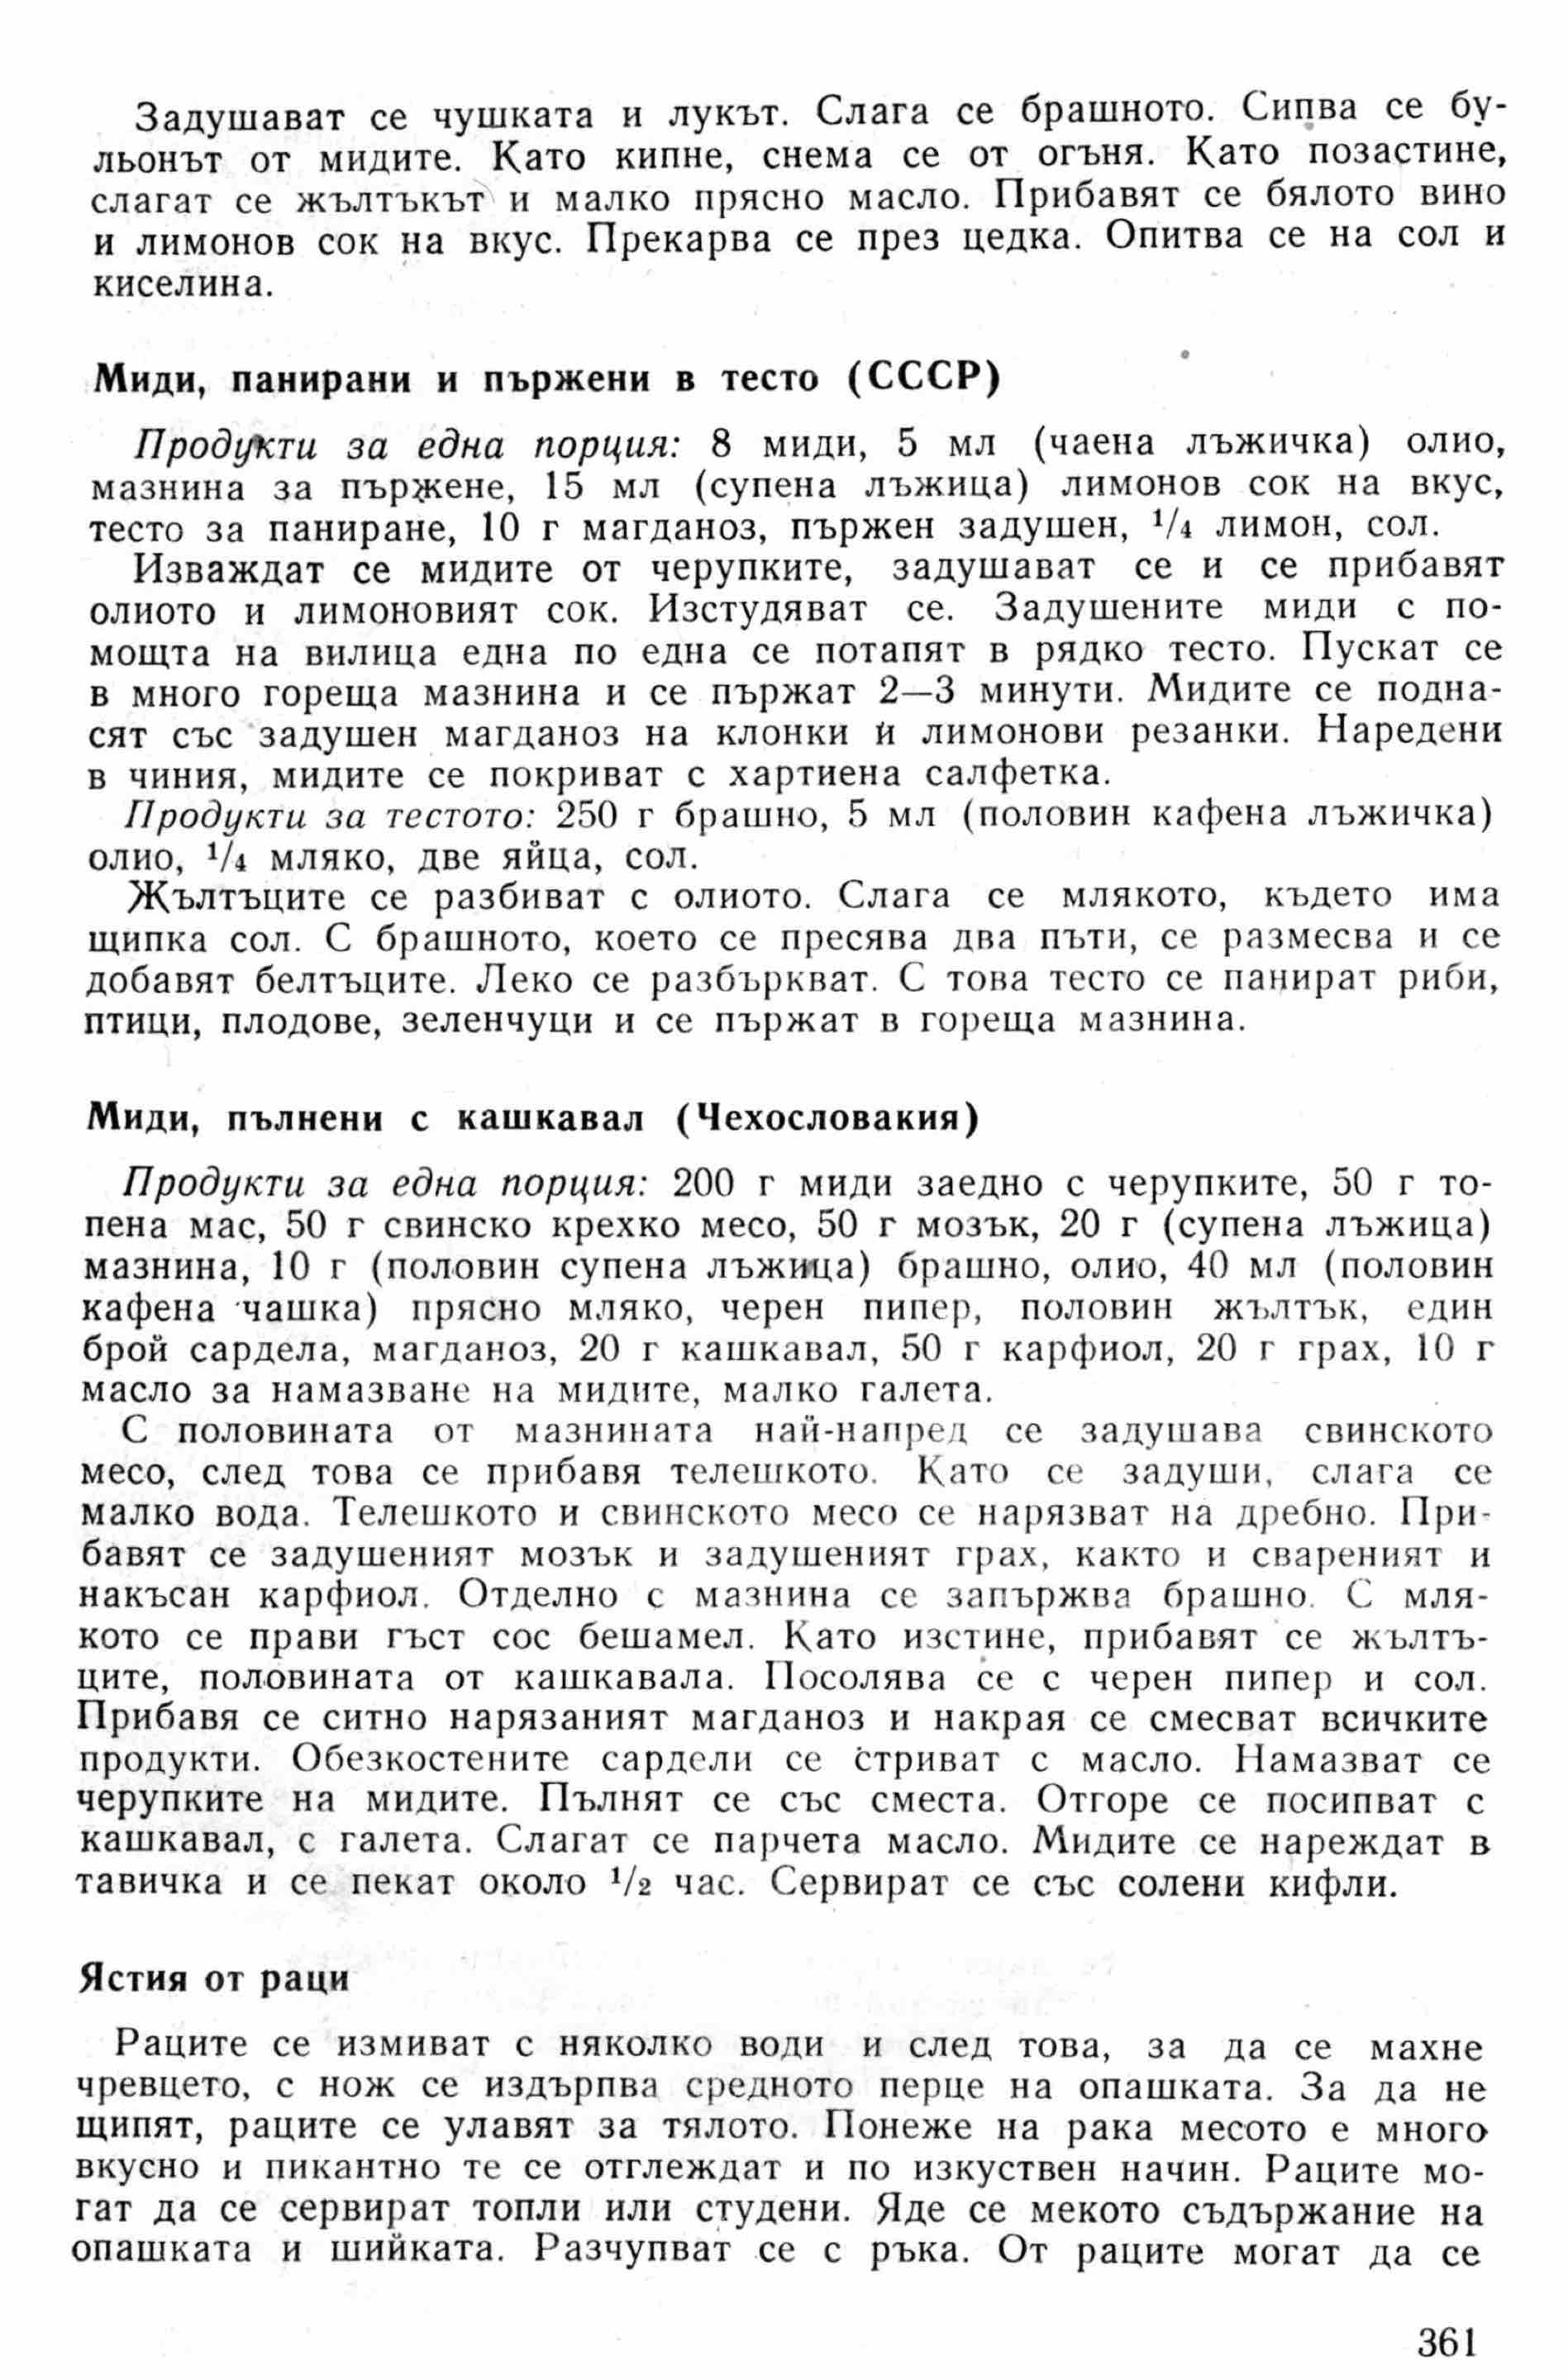 Задушават се чушката и лукът. Слага се брашното. Сипва се бу-
льонът от мидите. Като кипне, снема се от огъня. Като позастине,
слагат се жълтъкът и малко прясно масло. Прибавят се бялото вино
и лимонов сок на вкус. Прекарва се през цедка. Опитва се на сол и
киселина.
Миди, панирани и пържени в тесто (СССР)
Продукти за една порция: 8 миди, 5 мл (чаена лъжичка) олио,
мазнина за пържене, 15 мл (супена лъжица) лимонов сок на вкус,
тесто за паниране, 10 г магданоз, пържен задушен, 1/4 лимон, сол.
Изваждат се мидите от черупките, задушават се и се прибавят
олиото и лимоновият сок. Изстудяват се. Задушените миди с по-
мощта на вилица една по една се потапят в рядко тесто. Пускат се
в много гореща мазнина и се пържат 2—3 минути. Мидите се подна-
сят със задушен магданоз на клонки и лимонови резанки. Наредени
в чиния, мидите се покриват с хартиена салфетка.
Продукти за тестото: 250 г брашно, 5 мл (половин кафена лъжичка)
олио, 1/4 мляко, две яйца, сол.
Жълтъците се разбиват с олиото. Слага се млякото, където има
щипка сол. С брашното, което се пресява два пъти, се размесва и се
добавят белтъците. Леко се разбъркват. С това тесто се панират риби,
птици, плодове, зеленчуци и се пържат в гореща мазнина.
Миди, пълнени с кашкавал (Чехословакия)
Продукти за една порция: 200 г миди заедно с черупките, 50 г то-
пена мас, 50 г свинско крехко месо, 50 г мозък, 20 г (супена лъжица)
мазнина, 10 г (половин супена лъжица) брашно, олио, 40 мл (половин
кафена чашка) прясно мляко, черен пипер, половин жълтък, един
брой сардела, магданоз, 20 г кашкавал, 50 г карфиол, 20 г грах, 10 г
масло за намазване на мидите, малко галета.
С половината от мазнината най-напред се задушава свинското
месо, след това се прибавя телешкото. Като се задуши, слага се
малко вода. Телешкото и свинското месо се нарязват на дребно. При-
бавят се задушеният мозък и задушеният грах, както и свареният и
накъсан карфиол. Отделно с мазнина се запържва брашно. С мля-
кото се прави гъст сос бешамел. Като изстине, прибавят се жълтъ-
ците, половината от кашкавала. Посолява се с черен пипер и сол.
Прибавя се ситно нарязаният магданоз и накрая се смесват всичките
продукти. Обезкостените сардели се стриват с масло. Намазват се
черупките на мидите. Пълнят се със сместа. Отгоре се посипват с
кашкавал, с галета. Слагат се парчета масло. Мидите се нареждат в
тавичка и се пекат около 1/2 час. Сервират се със солени кифли.
Ястия от раци
Раците се измиват с няколко води и след това, за да се махне
чревцето, с нож се издърпва средното перце на опашката. За да не
щипят, раците се улавят за тялото. Понеже на рака месото е много
вкусно и пикантно те се отглеждат и по изкуствен начин. Раците мо-
гат да се сервират топли или студени. Яде се мекото съдържание на
опашката и шийката. Разчупват се с ръка. От раците могат да се
361